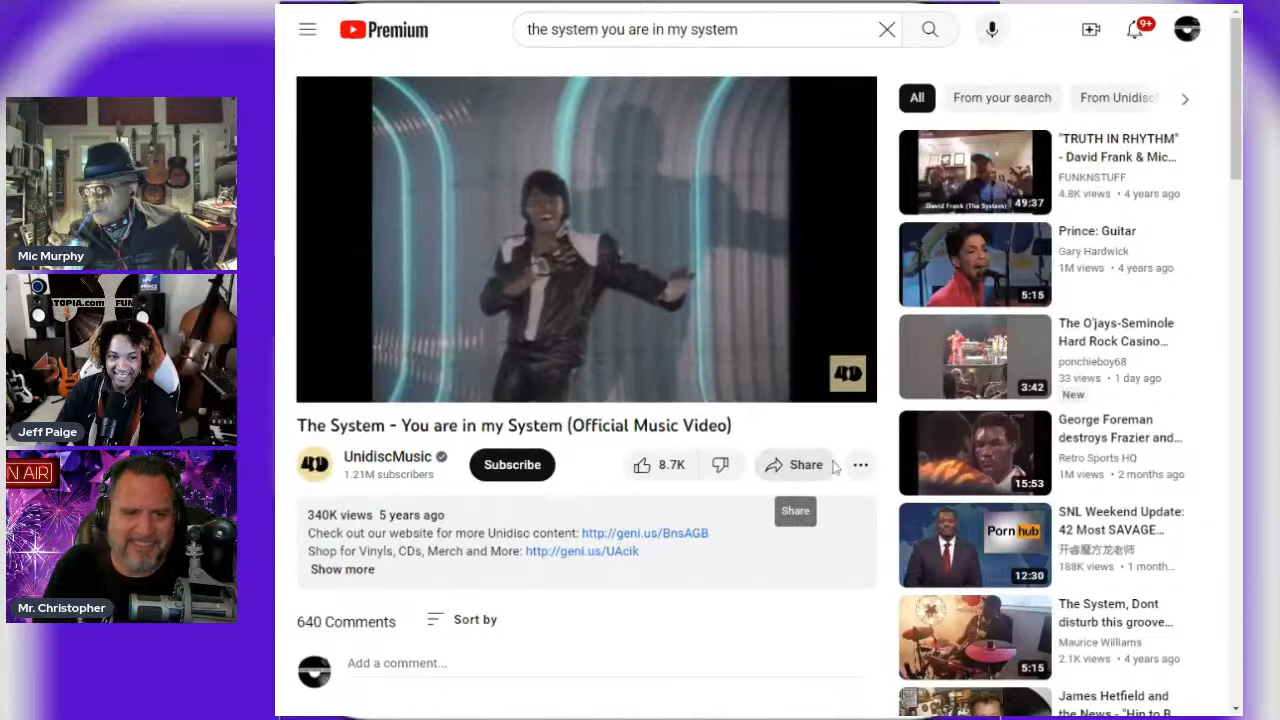 Premium
the system you are in my system
9+
TOPIA.com FUN
Mic Murphy
Jeff Paige
N AIR
Mr. Christopher
40
The System - You are in my System (Official Music Video)
UnidiscMusic
1.21M subscribers
Subscribe
8.7K
Share
Share
340K views 5 years ago
Check out our website for more Unidisc content: http://geni.us/BnsAGB
Shop for Vinyls, CDs, Merch and More: http://geni.us/UAcik
Show more
640 Comments
Sort by
Add a comment...
All
From your search
From Unidisc
"TRUTH IN RHYTHM"
- David Frank & Mic...
FUNKNSTUFF
4.8K views • 4 years ago
David Frank (The System)
49:37
Prince: Guitar
Gary Hardwick
1M views • 4 years ago
5:15
The O'jays-Seminole
Hard Rock Casino...
ponchieboy68
33 views • 1 day ago
New
3:42
George Foreman
destroys Frazier and...
Retro Sports HQ
1M views • 2 months ago
15:53
SNL Weekend Update:
42 Most SAVAGE...
开睿魔方龙老师
188K views • 1 month...
Porn hub
12:30
The System, Dont
disturb this groove...
Maurice Williams
2.1K views • 4 years ago
5:15
James Hetfield and
the News - "Hip to B